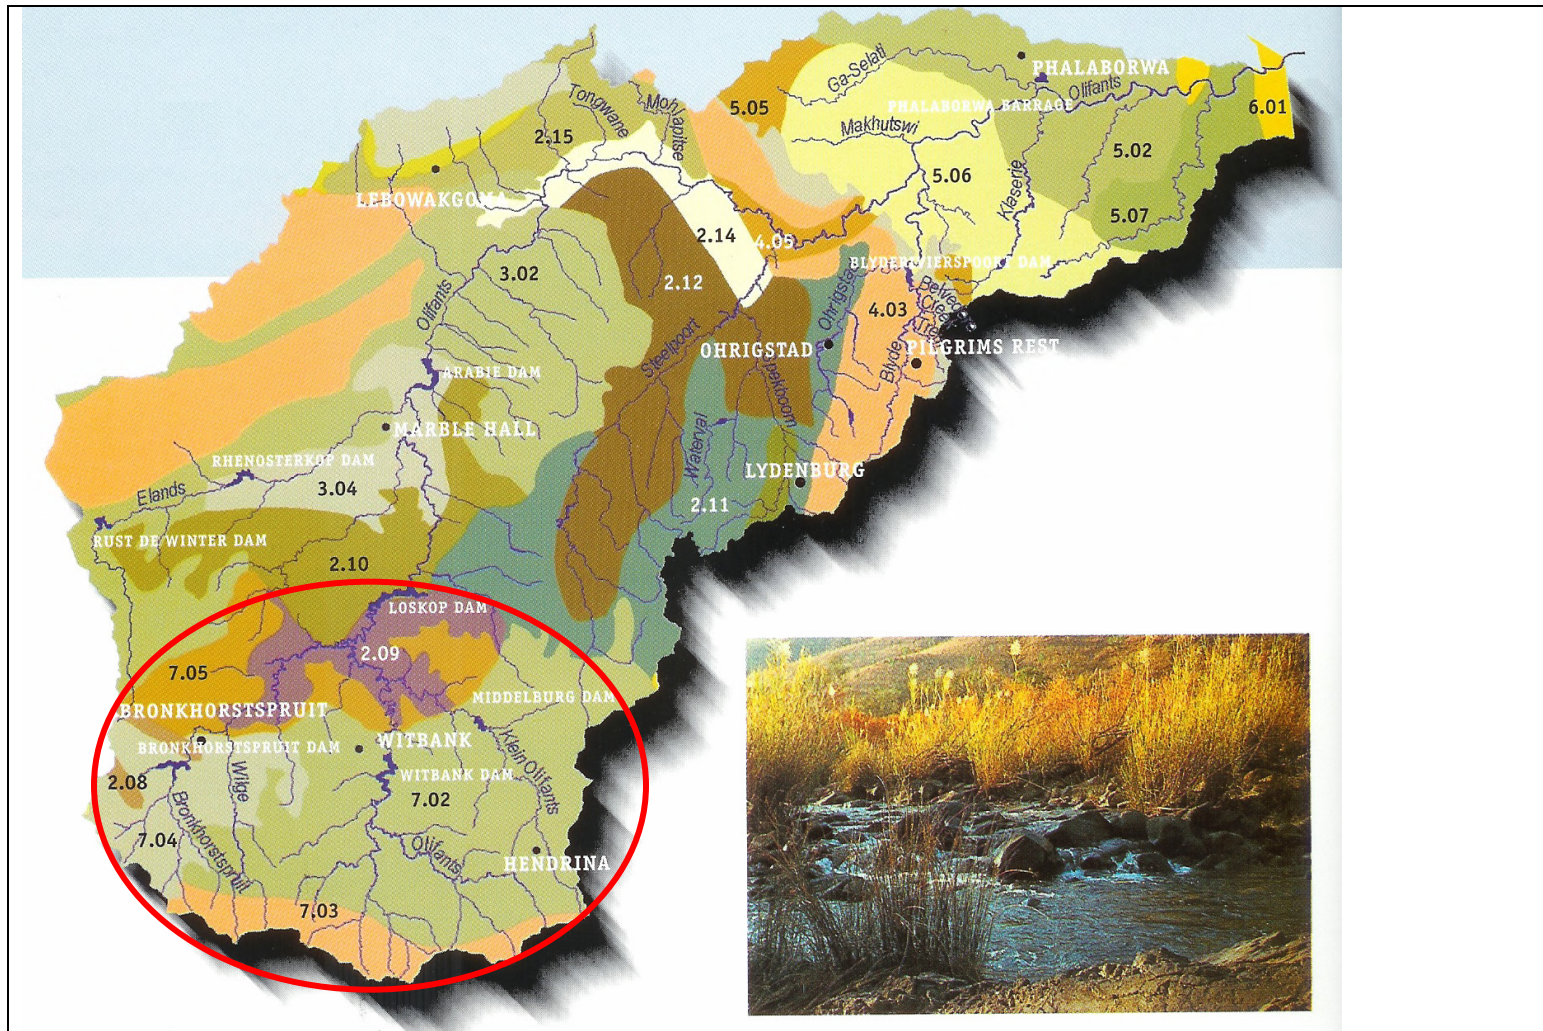 Ga-Selati
PHALABORWA
Olifants
PHALABORWA BARRAGE
6.01
5.05
Makhutswi
Tongwane
Mohlapitse
2.15
5.02
5.06
Klaserie
LEBOWAKGOMA
5.07
2.14
4.05
3.02
2.12
BLYDERIVIERSPOORT DAM
Olifants
Ohrigstad
4.03
Belvedere
Creek
Steelpoort
OHRIGSTAD
PILGRIMS REST
Blyde
ARABIE DAM
Spekboom
MARBLE HALL
Waterval
RHENOSTERKOP DAM
LYDENBURG
Elands
3.04
2.11
RUST DE WINTER DAM
2.10
LOSKOP DAM
2.09
7.05
MIDDELBURG DAM
BRONKHORSTSPRUIT
WITBANK
BRONKHORSTSPRUIT DAM
Klein Olifants
2.08
Wilge
WITBANK DAM
7.02
Bronkhorstspruit
7.04
Olifants
HENDRINA
7.03